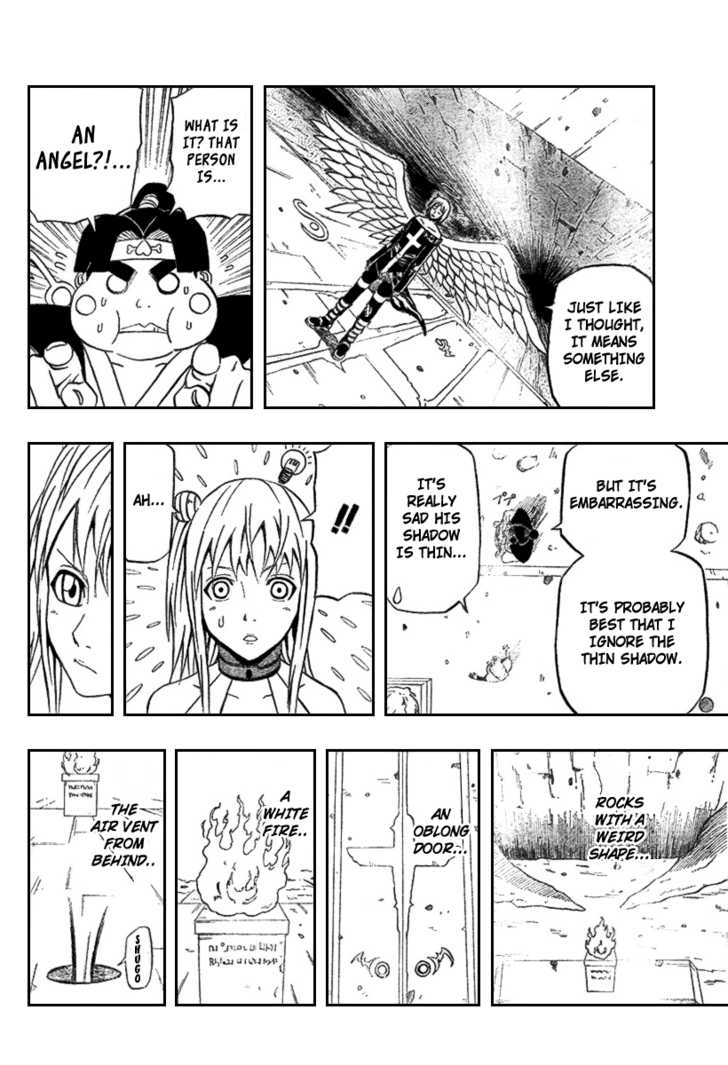 JUST LIKE
I THOUGHT,
IT MEANS
SOMETHING
ELSE.
WHAT IS
IT? THAT
PERSON
IS...
AN
ANGEL?!...
BUT IT'S
EMBARRASSING.
IT'S PROBABLY
BEST THAT I
IGNORE THE
THIN SHADOW.
IT'S
REALLY
SAD HIS
SHADOW
IS THIN...
!!
AH...
ROCKS
WITH A
WEIRD
SHAPE...
AN
OBLONG
DOOR...
A
WHITE
FIRE..
THE
AIR VENT
FROM
BEHIND..
SHUGO